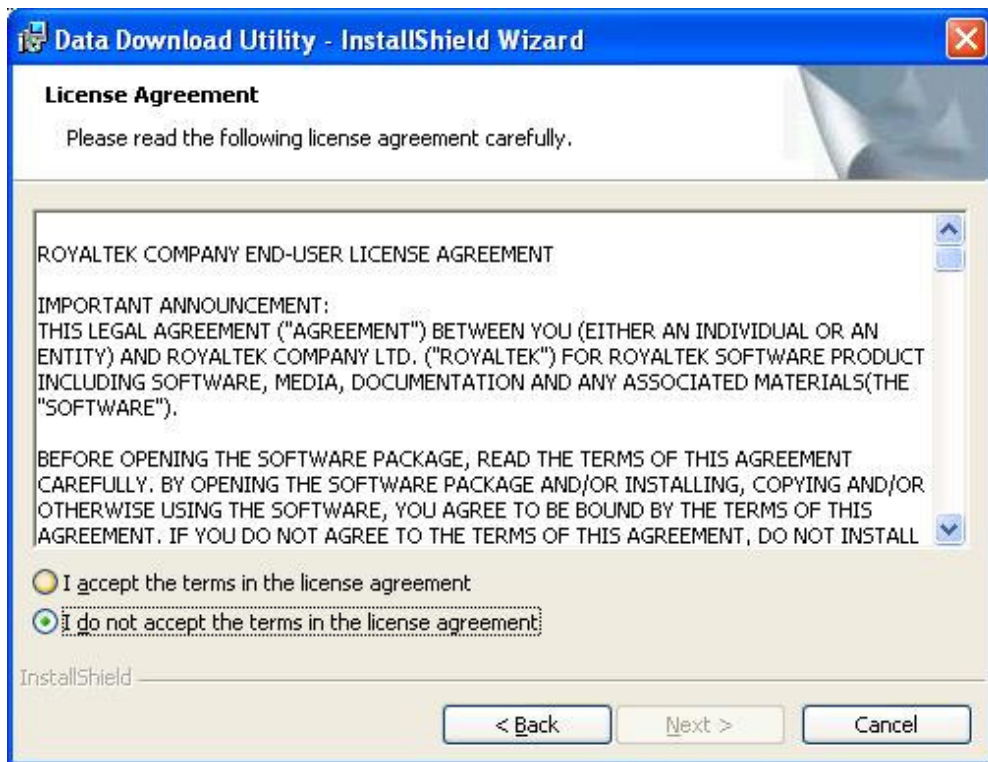 Data Download Utility - InstallShield Wizard
License Agreement
Please read the following license agreement carefully.
ROYALTEK COMPANY END-USER LICENSE AGREEMENT
IMPORTANT ANNOUNCEMENT:
THIS LEGAL AGREEMENT ("AGREEMENT") BETWEEN YOU (EITHER AN INDIVIDUAL OR AN
ENTITY) AND ROYALTEK COMPANY LTD. ("ROYALTEK") FOR ROYALTEK SOFTWARE PRODUCT
INCLUDING SOFTWARE, MEDIA, DOCUMENTATION AND ANY ASSOCIATED MATERIALS(THE
"SOFTWARE").
BEFORE OPENING THE SOFTWARE PACKAGE, READ THE TERMS OF THIS AGREEMENT
CAREFULLY. BY OPENING THE SOFTWARE PACKAGE AND/OR INSTALLING, COPYING AND/OR
OTHERWISE USING THE SOFTWARE, YOU AGREE TO BE BOUND BY THE TERMS OF THIS
AGREEMENT. IF YOU DO NOT AGREE TO THE TERMS OF THIS AGREEMENT, DO NOT INSTALL
I accept the terms in the license agreement
I do not accept the terms in the license agreement
InstallShield
< Back Next > Cancel